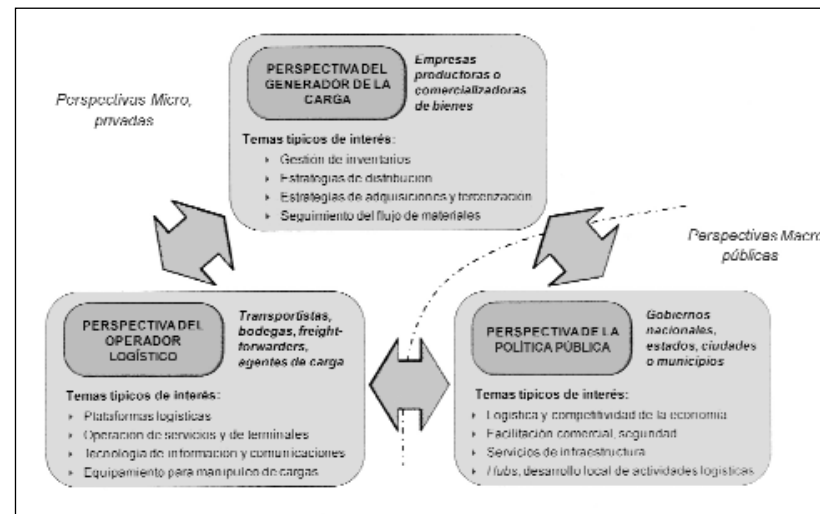 Perspectivas Micro,
privadas
PERSPECTIVA DEL
GENERADOR DE LA
CARGA
Empresas
productoras o
comercializadoras
de bienes
Temas típicos de interés:
Gestión de inventarios
Estrategias de distribución
Estrategias de adquisiciones y tercerización
Seguimiento del flujo de materiales
Perspectivas Macro
públicas
PERSPECTIVA DEL
OPERADOR
LOGÍSTICO
Transportistas,
bodegas, freight-
forwarders,
agentes de carga
Temas típicos de interés:
Plataformas logísticas
Operación de servicios y de terminales
Tecnología de información y comunicaciones
Equipamiento para manipuleo de cargas
PERSPECTIVA DE LA
POLÍTICA PÚBLICA
Gobiernos
nacionales,
estados, ciudades
o municipios
Temas típicos de interés:
Logística y competitividad de la economía
Facilitación comercial, seguridad
Servicios de infraestructura
Hubs, desarrollo local de actividades logísticas